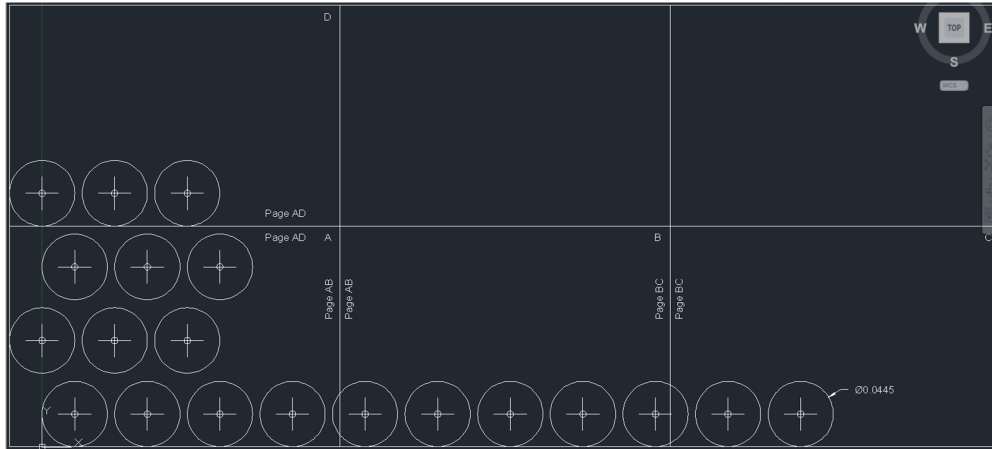 D
W
TOP
E
S
WCS
Page AD
Page AD
A
B
C
Page AB
Page AB
Page BC
Page BC
Ø0.0445
Y
X